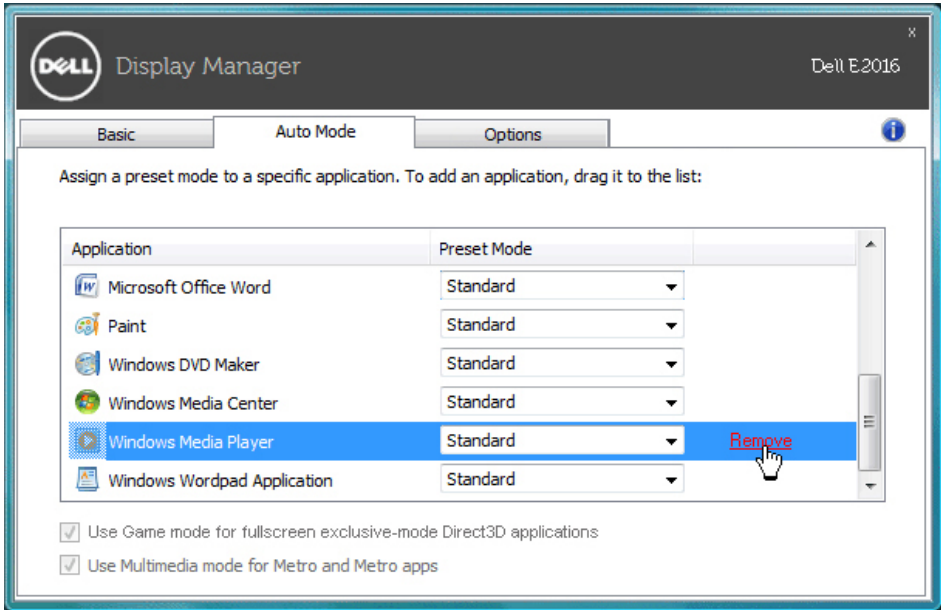 x
DELL Display Manager Dell E2016
Basic Auto Mode Options
Assign a preset mode to a specific application. To add an application, drag it to the list:
Application Preset Mode
Microsoft Office Word Standard
Paint Standard
Windows DVD Maker Standard
Windows Media Center Standard
Windows Media Player Standard Remove
Windows Wordpad Application Standard
Use Game mode for fullscreen exclusive-mode Direct3D applications
Use Multimedia mode for Metro and Metro apps